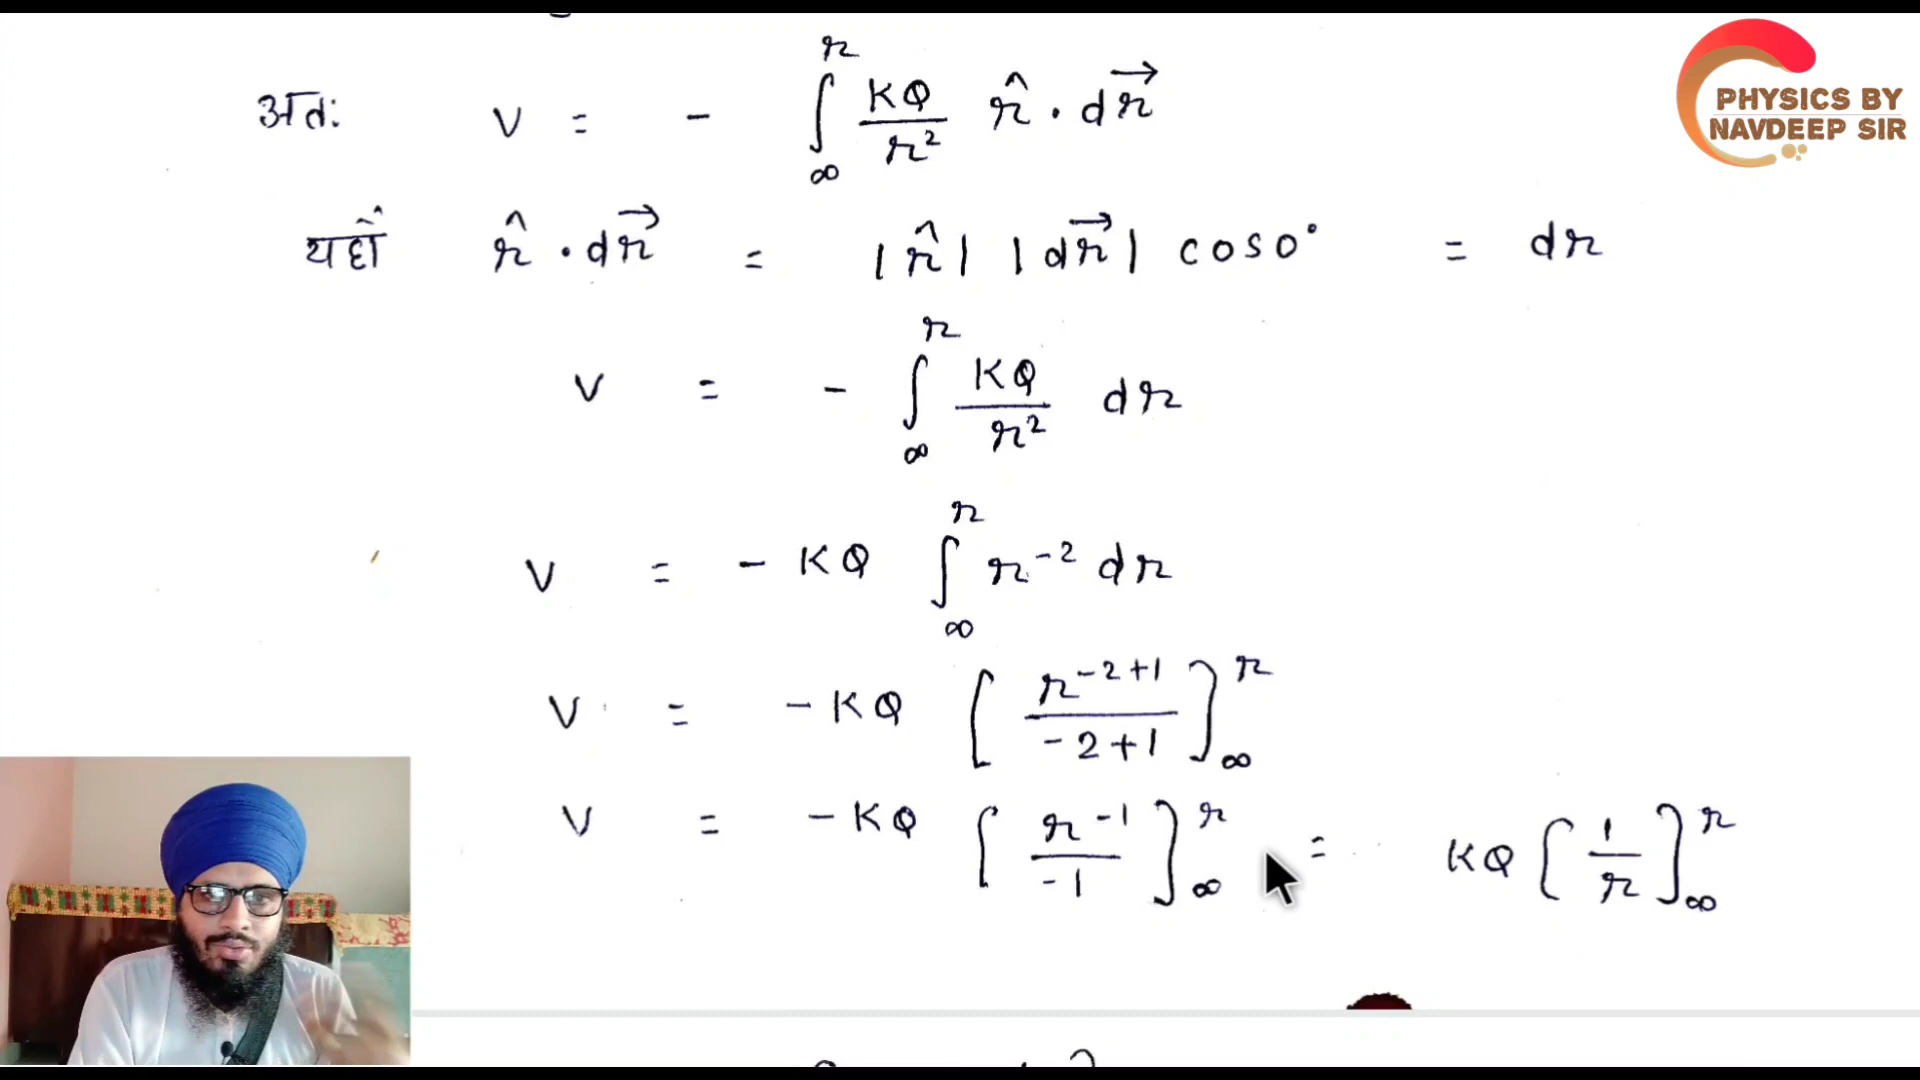 PHYSICS BY
NAVDEEP SIR
अतः V = - ∫_∞^r KQ/r² r̂ · dr⃗
यहाँ r̂ · dr⃗ = |r̂| |dr⃗| cos0° = dr
V = - ∫_∞^r KQ/r² dr
V = - KQ ∫_∞^r r⁻² dr
V = - KQ [ r^(-2+1) / -2+1 ]_∞^r
V = - KQ [ r⁻¹ / -1 ]_∞^r = KQ [ 1/r ]_∞^r